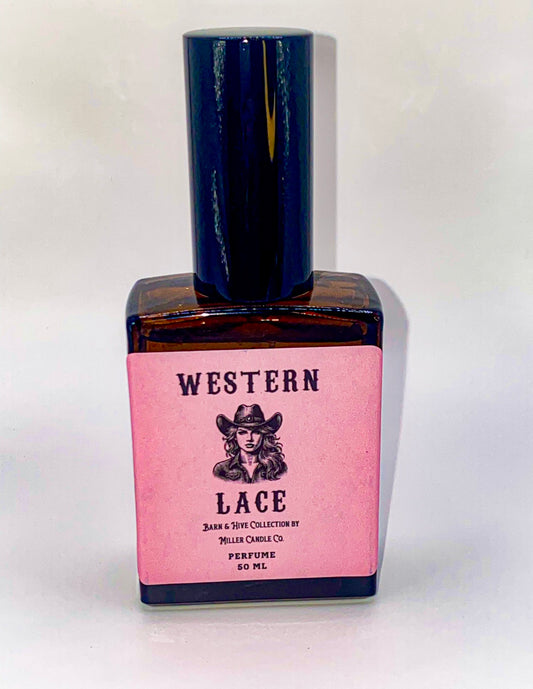 WESTERN
LACE
Barn & Hive Collection by
Miller Candle Co.
PERFUME
50 ML